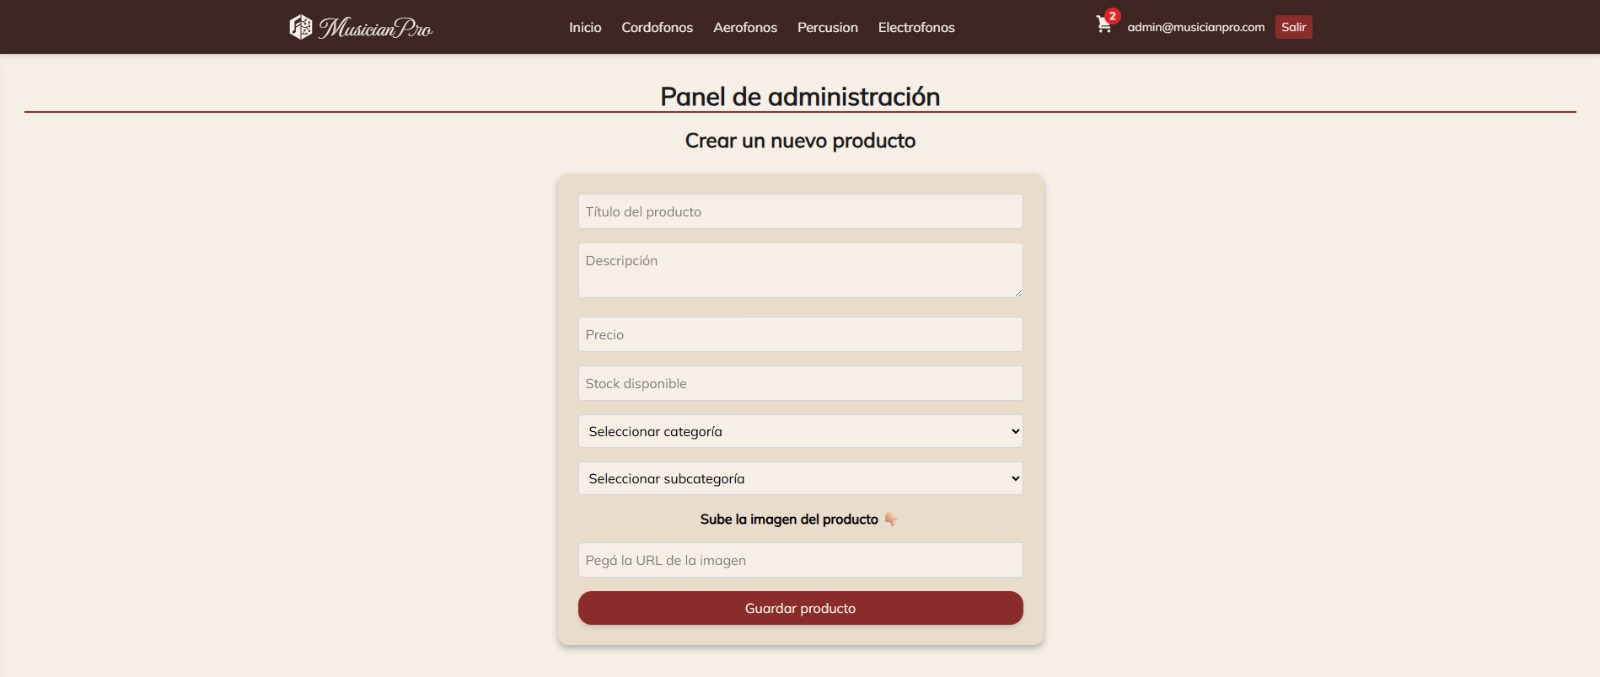 MusicianPro
Inicio Cordofonos Aerofonos Percusion Electrofonos
2
admin@musicianpro.com Salir
Panel de administración
Crear un nuevo producto
Título del producto
Descripción
Precio
Stock disponible
Seleccionar categoría
Seleccionar subcategoría
Sube la imagen del producto 👇
Pegá la URL de la imagen
Guardar producto